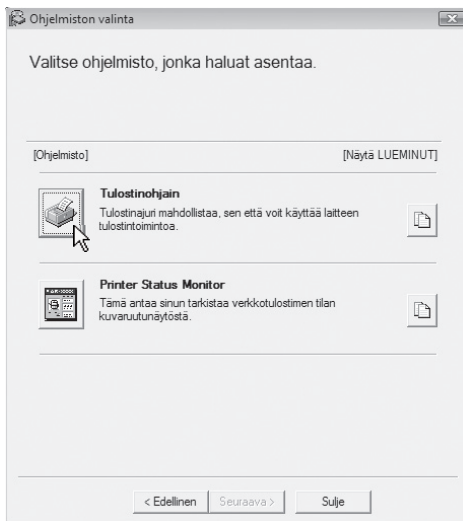 Ohjelmiston valinta
Valitse ohjelmisto, jonka haluat asentaa.
[Ohjelmisto] [Näytä LUEMINUT]
Tulostinohjain
Tulostinajuri mahdollistaa, sen että voit käyttää laitteen
tulostintoimintoa.
Printer Status Monitor
Tämä antaa sinun tarkistaa verkkotulostimen tilan
kuvaruutunäytöstä.
< Edellinen Seuraava > Sulje